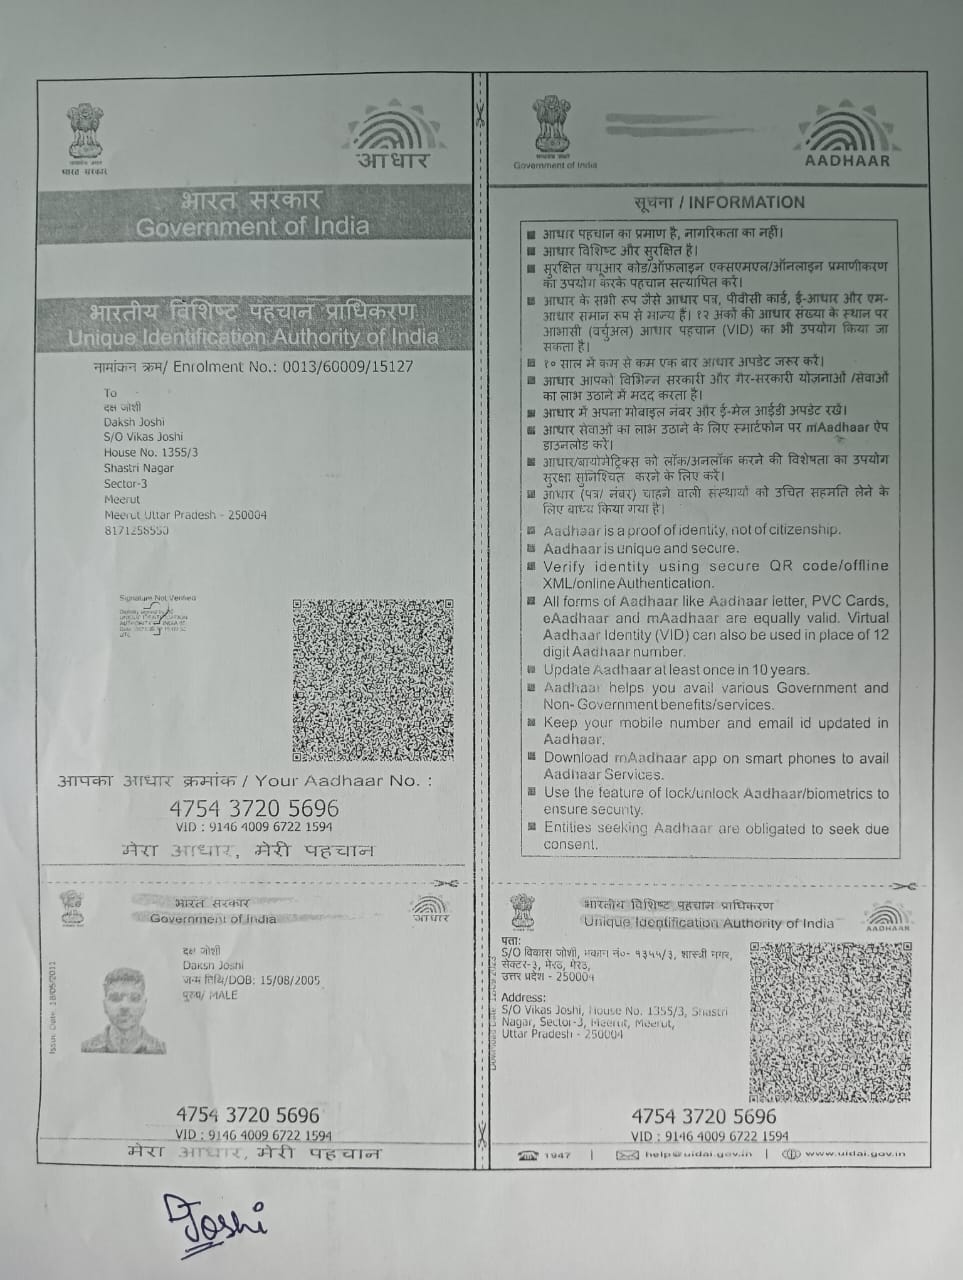 भारत सरकार
आधार
भारत सरकार
Government of India
भारतीय विशिष्ट पहचान प्राधिकरण
Unique Identification Authority of India
नामांकन क्रम/ Enrolment No.: 0013/60009/15127
To
दक्ष जोशी
Daksh Joshi
S/O Vikas Joshi
House No. 1355/3
Shastri Nagar
Sector-3
Meerut
Meerut Uttar Pradesh - 250004
Signature Not Verified
आपका आधार क्रमांक / Your Aadhaar No. :
4754 3720 5696
VID : 9146 4009 6722 1594
मेरा आधार, मेरी पहचान
भारत सरकार
Government of India
आधार
दक्ष जोशी
Daksh Joshi
जन्म तिथि/DOB: 15/08/2005
पुरुष/ MALE
4754 3720 5696
VID : 9146 4009 6722 1594
मेरा आधार, मेरी पहचान
Joshi
Government of India
AADHAAR
सूचना / INFORMATION
आधार पहचान का प्रमाण है, नागरिकता का नहीं।
आधार विशिष्ट और सुरक्षित है।
सुरक्षित क्यूआर कोड/ऑफ़लाइन एक्सएमएल/ऑनलाइन प्रमाणीकरण
का उपयोग करके पहचान सत्यापित करें।
आधार के सभी रूप जैसे आधार पत्र, पीवीसी कार्ड, ई-आधार और एम-
आधार समान रूप से मान्य हैं। १२ अंकों की आधार संख्या के स्थान पर
आभासी (वर्चुअल) आधार पहचान (VID) का भी उपयोग किया जा
सकता है।
१० साल में कम से कम एक बार आधार अपडेट जरूर करें।
आधार आपको विभिन्न सरकारी और गैर-सरकारी योजनाओं /सेवाओं
का लाभ उठाने में मदद करता है।
आधार में अपना मोबाइल नंबर और ई-मेल आईडी अपडेट रखें।
आधार सेवाओं का लाभ उठाने के लिए स्मार्टफोन पर mAadhaar ऐप
डाउनलोड करें।
आधार/बायोमेट्रिक्स को लॉक/अनलॉक करने की विशेषता का उपयोग
सुरक्षा सुनिश्चित करने के लिए करें।
आधार (पत्र/ नंबर) चाहने वाली संस्थाओं को उचित सहमति लेने के
लिए बाध्य किया गया है।
Aadhaar is a proof of identity, not of citizenship.
Aadhaar is unique and secure.
Verify identity using secure QR code/offline
XML/online Authentication.
All forms of Aadhaar like Aadhaar letter, PVC Cards,
eAadhaar and mAadhaar are equally valid. Virtual
Aadhaar Identity (VID) can also be used in place of 12
digit Aadhaar number.
Update Aadhaar at least once in 10 years.
Aadhaar helps you avail various Government and
Non- Government benefits/services.
Keep your mobile number and email id updated in
Aadhaar.
Download mAadhaar app on smart phones to avail
Aadhaar Services.
Use the feature of lock/unlock Aadhaar/biometrics to
ensure security.
Entities seeking Aadhaar are obligated to seek due
consent.
भारतीय विशिष्ट पहचान प्राधिकरण
Unique Identification Authority of India
AADHAAR
पता:
S/O विकास जोशी, मकान नं०- १३५५/3, शास्त्री नगर,
सेक्टर-३, मेरठ, मेरठ,
उत्तर प्रदेश - 250004
Address:
S/O Vikas Joshi, House No. 1355/3, Shastri
Nagar, Sector-3, Meerut, Meerut,
Uttar Pradesh - 250004
4754 3720 5696
VID : 9146 4009 6722 1594
1947 | help@uidai.gov.in | www.uidai.gov.in